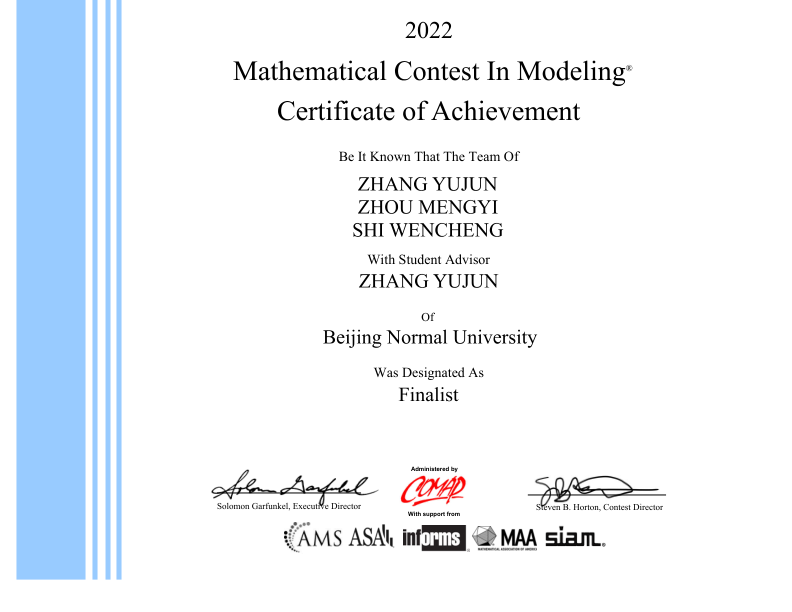 2022
Mathematical Contest In Modeling®
Certificate of Achievement
Be It Known That The Team Of
ZHANG YUJUN
ZHOU MENGYI
SHI WENCHENG
With Student Advisor
ZHANG YUJUN
Of
Beijing Normal University
Was Designated As
Finalist
Administered by
COMAP
Solomon Garfunkel
Solomon Garfunkel, Executive Director
Steven B. Horton, Contest Director
With support from
AMS ASA informs MAA siam®
MATHEMATICAL ASSOCIATION OF AMERICA